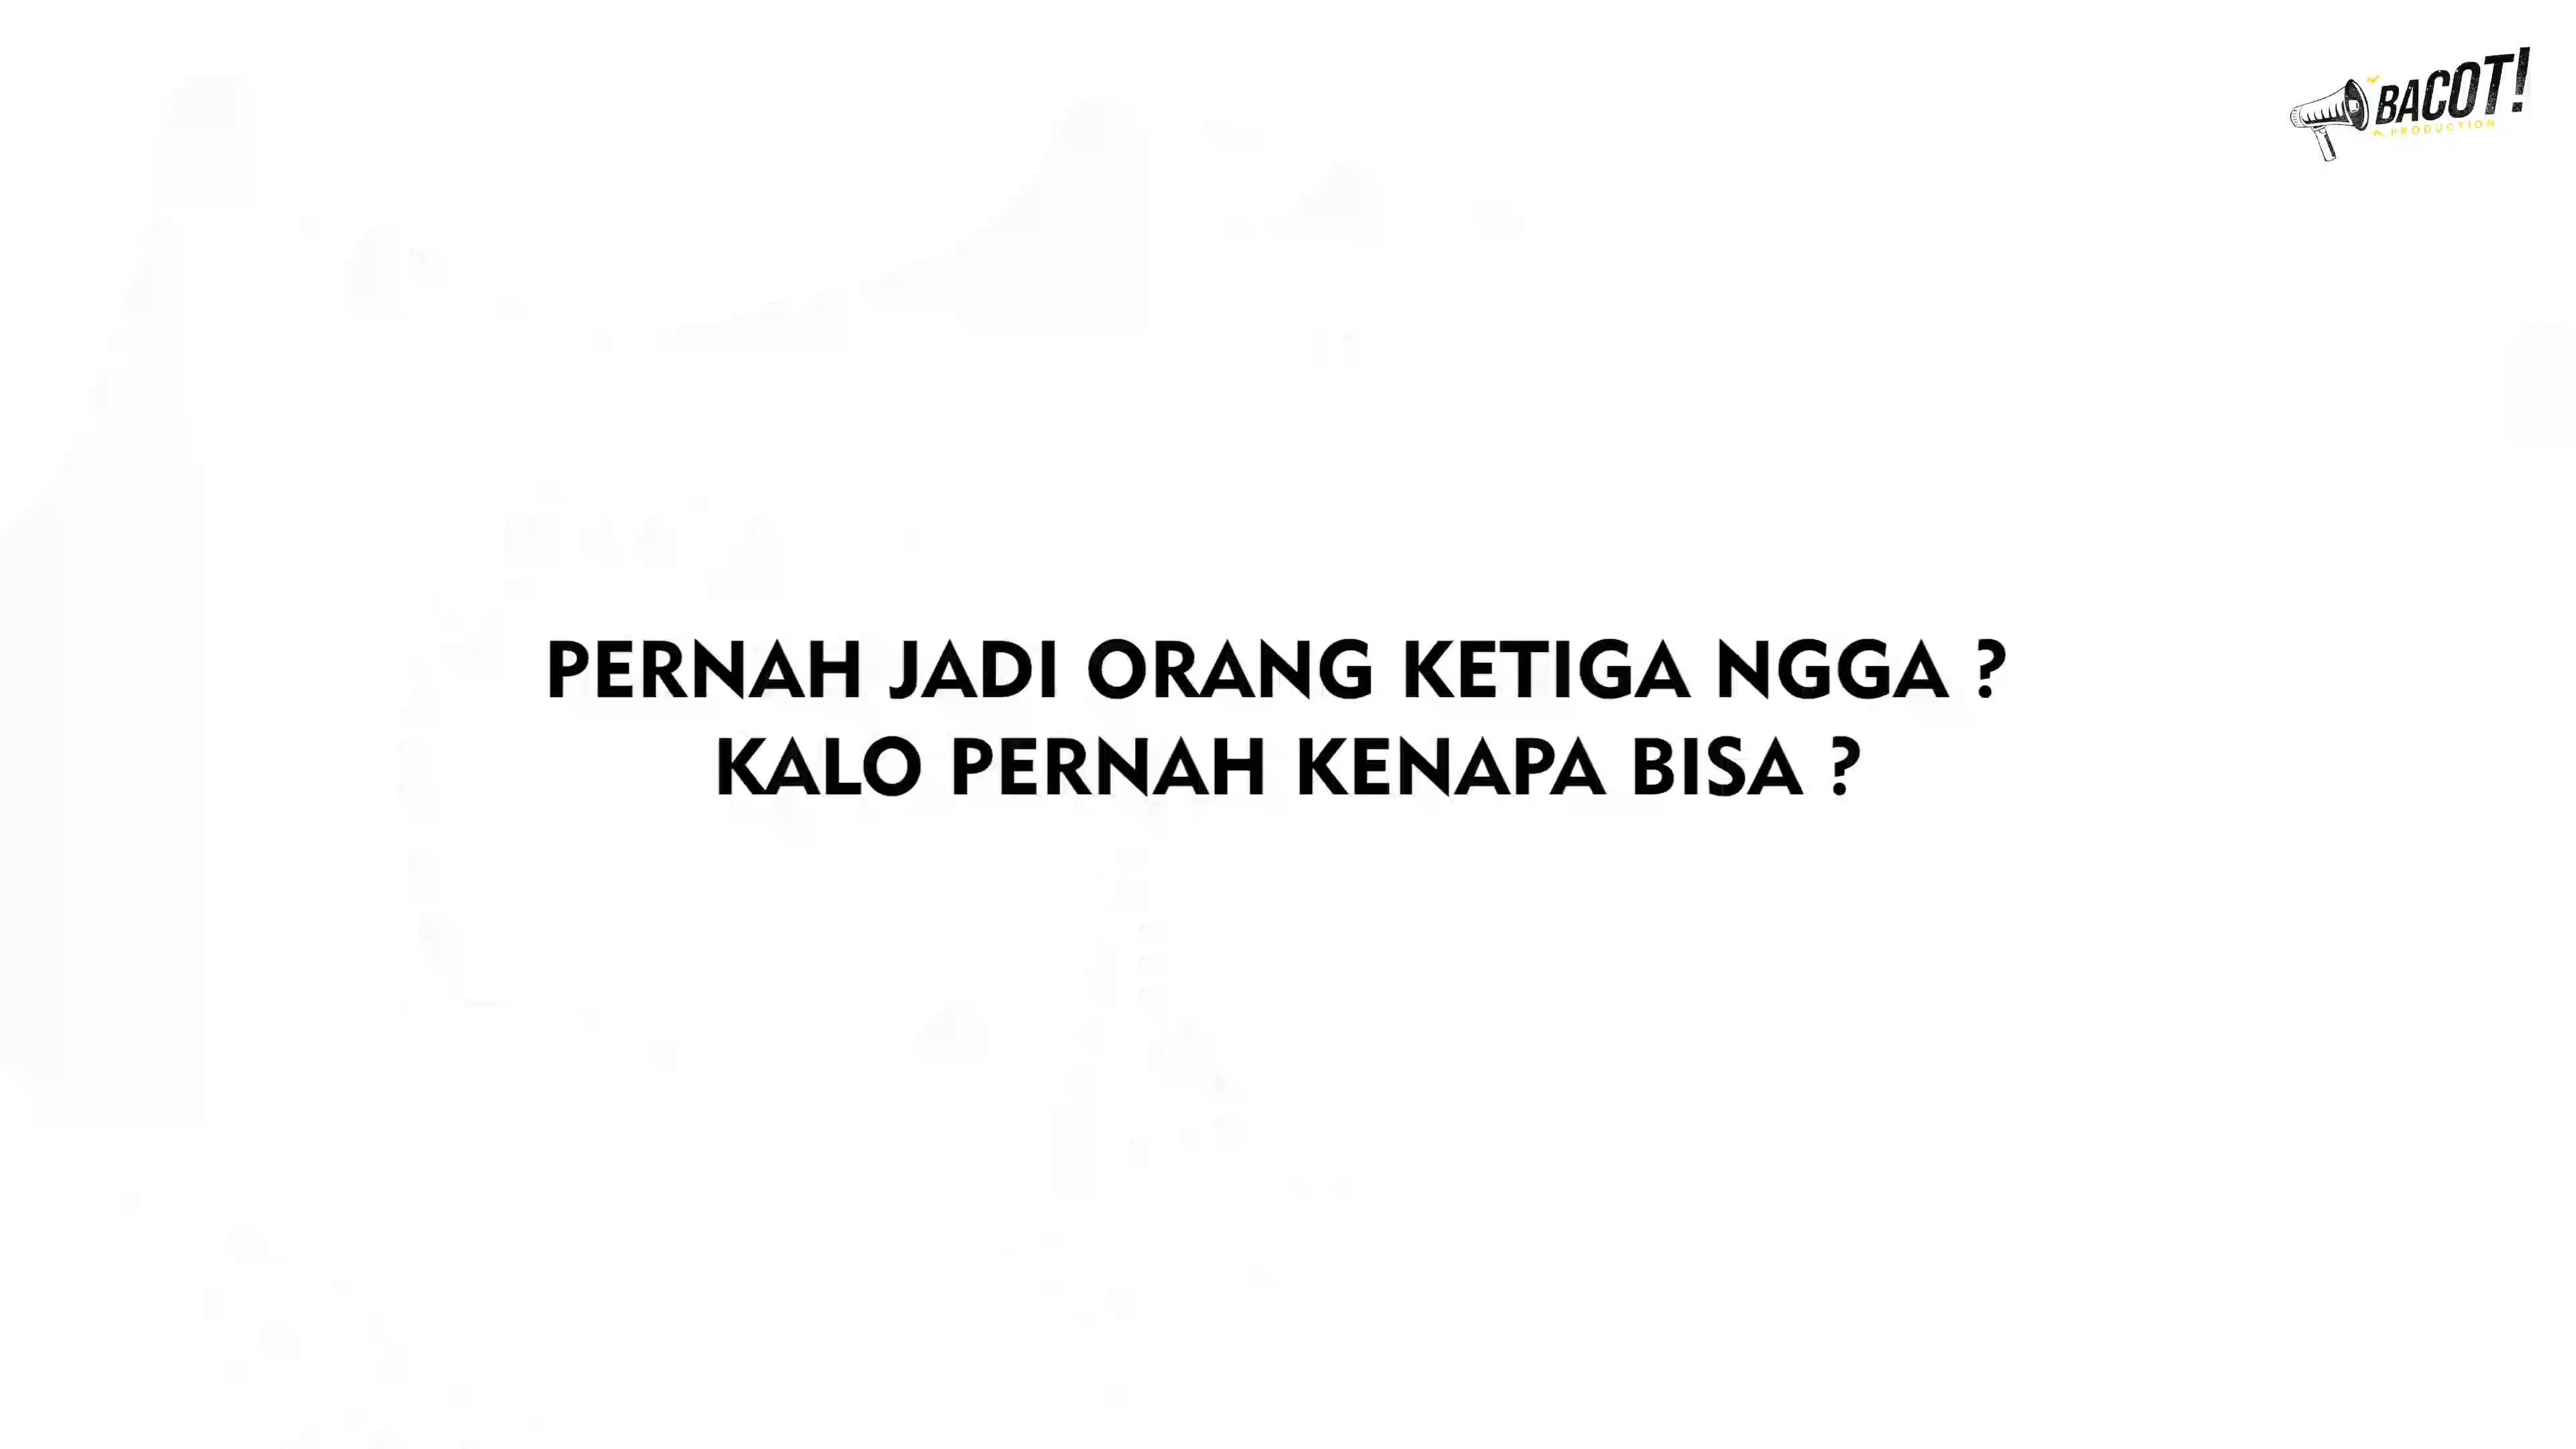 BACOT!
PRODUCTION
PERNAH JADI ORANG KETIGA NGGA ?
KALO PERNAH KENAPA BISA ?